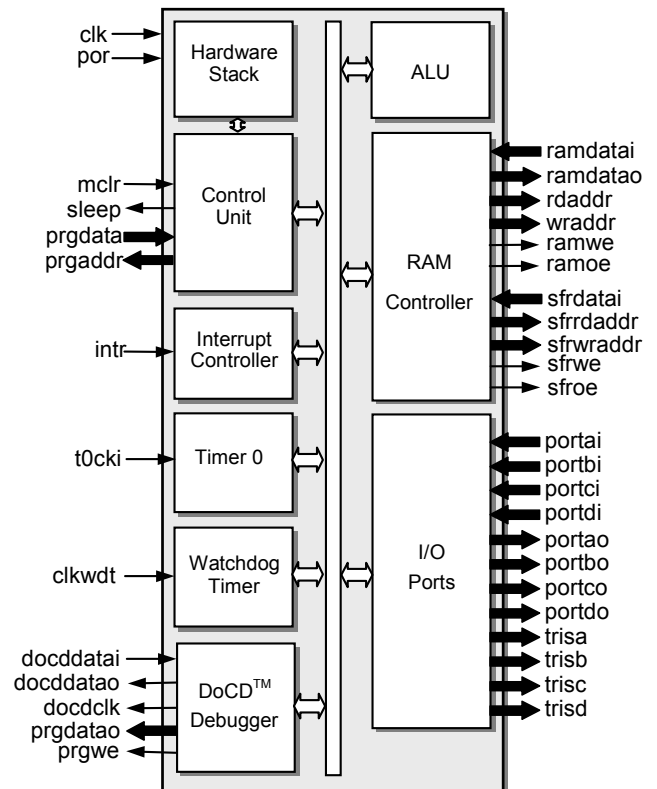 clk
por
mclr
sleep
prgdata
prgaddr
intr
t0cki
clkwdt
docddatai
docddatao
docdclk
prgdatao
prgwe
Hardware
Stack
Control
Unit
Interrupt
Controller
Timer 0
Watchdog
Timer
DoCD™
Debugger
ALU
RAM
Controller
I/O
Ports
ramdatai
ramdatao
rdaddr
wraddr
ramwe
ramoe
sfrdatai
sfrrdaddr
sfrwraddr
sfrwe
sfroe
portai
portbi
portci
portdi
portao
portbo
portco
portdo
trisa
trisb
trisc
trisd